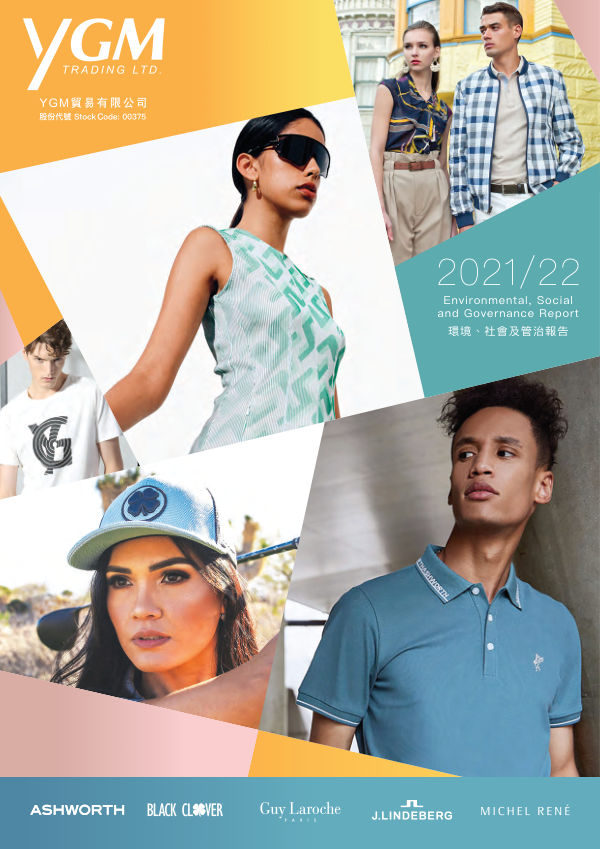 YGM
TRADING LTD.
YGM貿易有限公司
股份代號 Stock Code: 00375
2021/22
Environmental, Social
and Governance Report
環境、社會及管治報告
YG
ASHWORTH
ASHWORTH
BLACK CLOVER
Guy Laroche
PARIS
J.LINDEBERG
MICHEL RENÉ